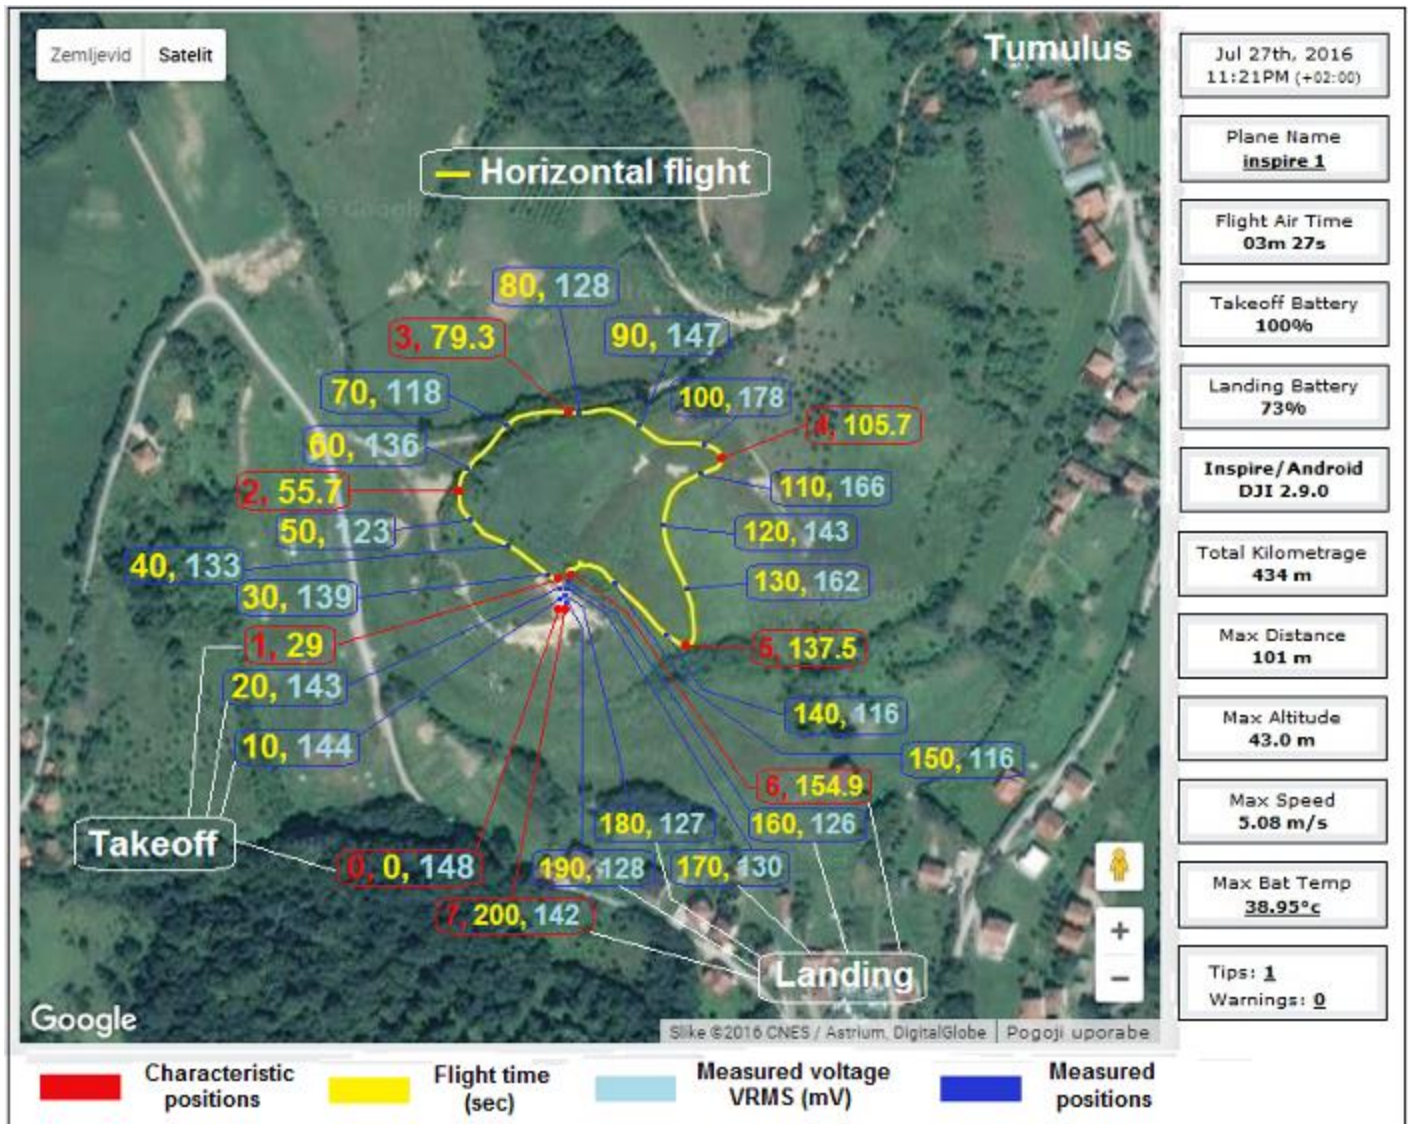 Zemljevid Satelit
Tumulus
Horizontal flight
80, 128
3, 79.3
90, 147
70, 118
100, 178
4, 105.7
60, 136
2, 55.7
110, 166
50, 123
120, 143
40, 133
30, 139
130, 162
1, 29
5, 137.5
20, 143
140, 116
10, 144
150, 116
6, 154.9
180, 127
160, 126
Takeoff
0, 0, 148
190, 128
170, 130
7, 200, 142
Landing
Google
Slike ©2016 CNES / Astrium, DigitalGlobe Pogoji uporabe
+
−
Jul 27th, 2016
11:21PM (+02:00)
Plane Name
inspire 1
Flight Air Time
03m 27s
Takeoff Battery
100%
Landing Battery
73%
Inspire/Android
DJI 2.9.0
Total Kilometrage
434 m
Max Distance
101 m
Max Altitude
43.0 m
Max Speed
5.08 m/s
Max Bat Temp
38.95°c
Tips: 1
Warnings: 0
Characteristic
positions
Flight time
(sec)
Measured voltage
VRMS (mV)
Measured
positions